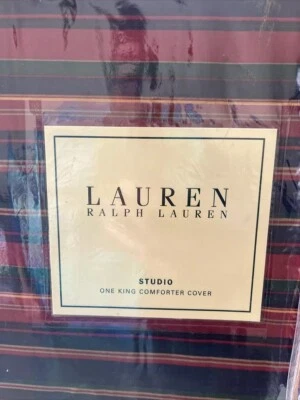 LAUREN
RALPH LAUREN
STUDIO
ONE KING COMFORTER COVER